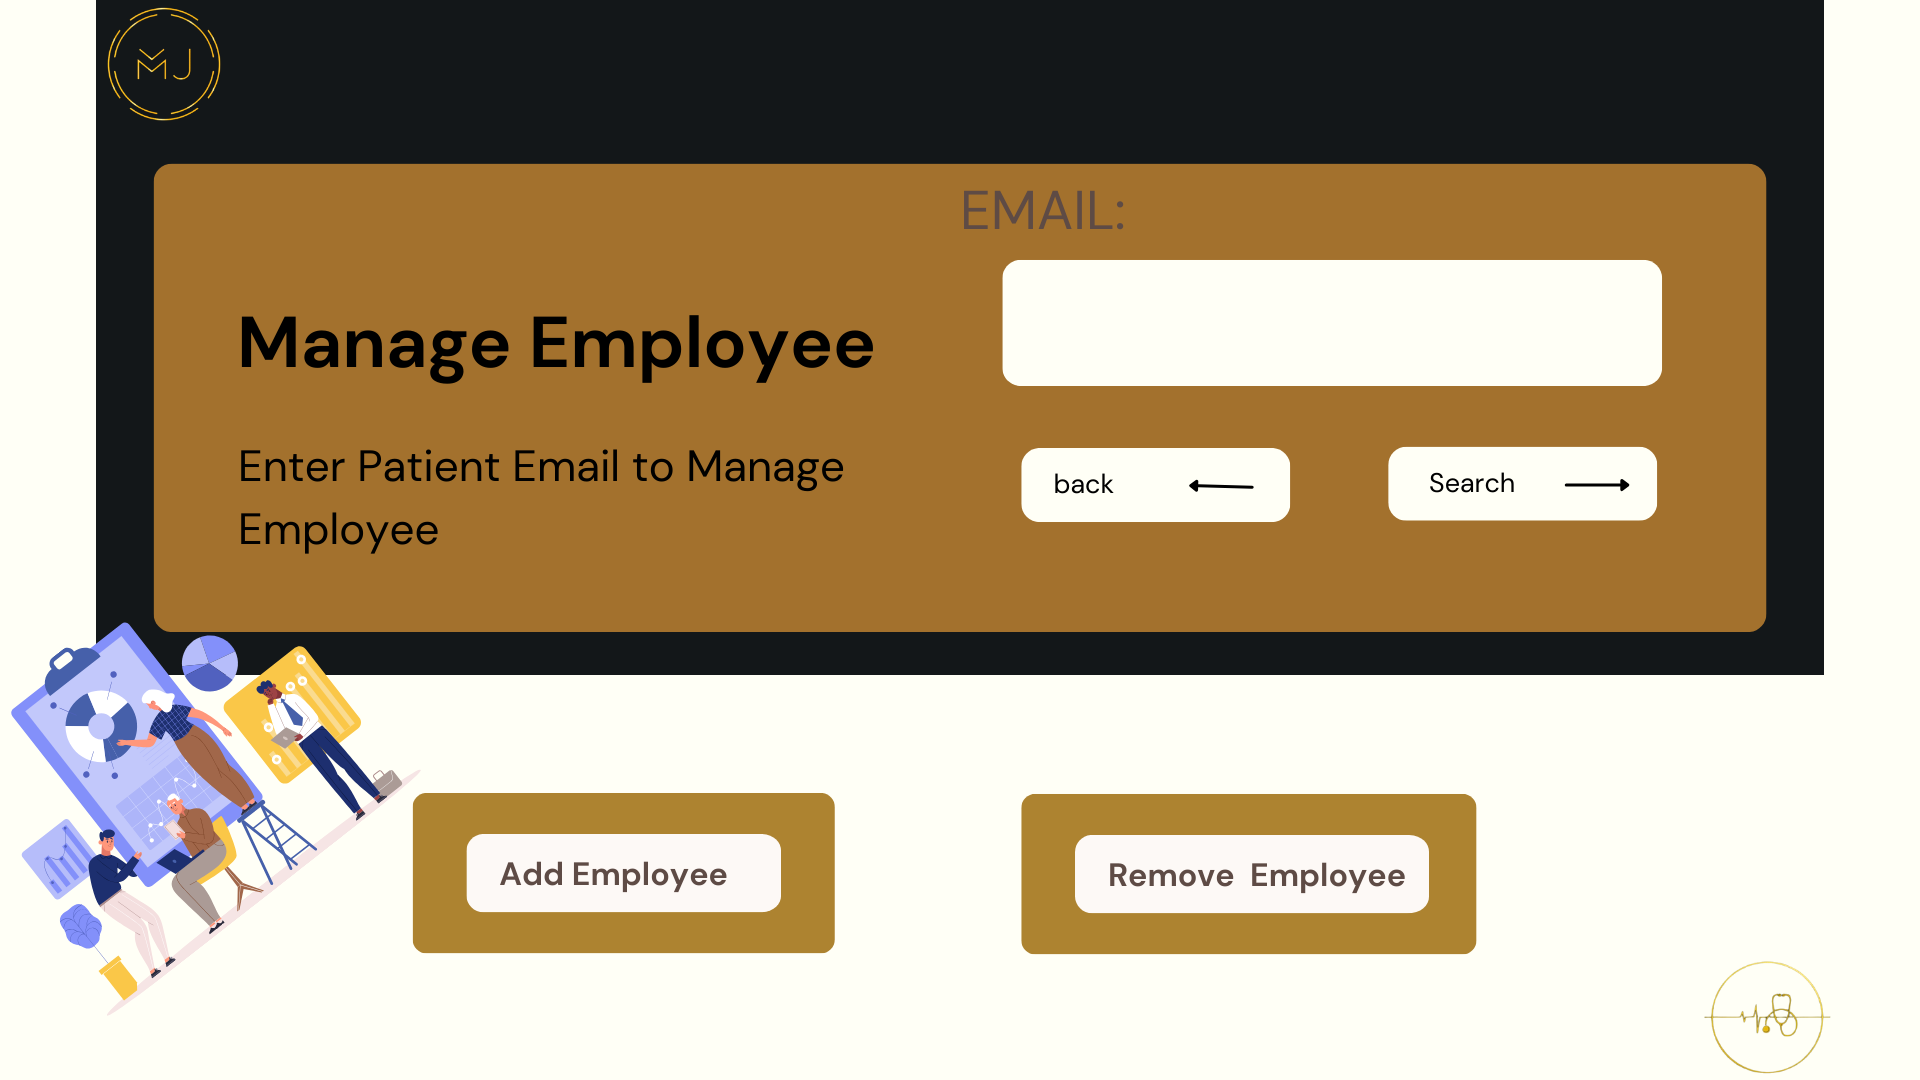 MJ
EMAIL:
Manage Employee
Enter Patient Email to Manage
Employee
back
Search
Add Employee
Remove  Employee